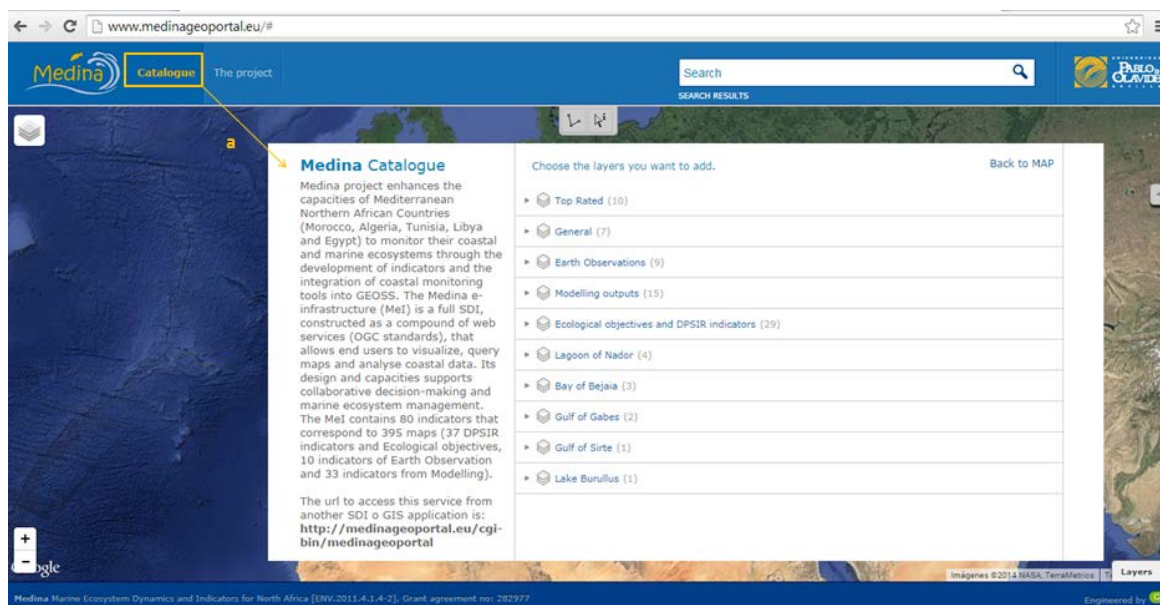 www.medinageoportal.eu/#
Medina
Catalogue
The project
Search
SEARCH RESULTS
PABLO DE
OLAVIDE
a
Medina Catalogue
Medina project enhances the
capacities of Mediterranean
Northern African Countries
(Morocco, Algeria, Tunisia, Libya
and Egypt) to monitor their coastal
and marine ecosystems through the
development of indicators and the
integration of coastal monitoring
tools into GEOSS. The Medina e-
infrastructure (MeI) is a full SDI,
constructed as a compound of web
services (OGC standards), that
allows end users to visualize, query
maps and analyse coastal data. Its
design and capacities supports
collaborative decision-making and
marine ecosystem management.
The MeI contains 80 indicators that
correspond to 395 maps (37 DPSIR
indicators and Ecological objectives,
10 indicators of Earth Observation
and 33 indicators from Modelling).
The url to access this service from
another SDI o GIS application is:
http://medinageoportal.eu/cgi-
bin/medinageoportal
Choose the layers you want to add.
Back to MAP
Top Rated (10)
General (7)
Earth Observations (9)
Modelling outputs (15)
Ecological objectives and DPSIR indicators (29)
Lagoon of Nador (4)
Bay of Bejaia (3)
Gulf of Gabes (2)
Gulf of Sirte (1)
Lake Burullus (1)
+
-
Imágenes ©2014 NASA, TerraMetrics
Layers
Medina Marine Ecosystem Dynamics and Indicators for North Africa [ENV.2011.4.1.4-2]. Grant agreement no: 282977
Engineered by